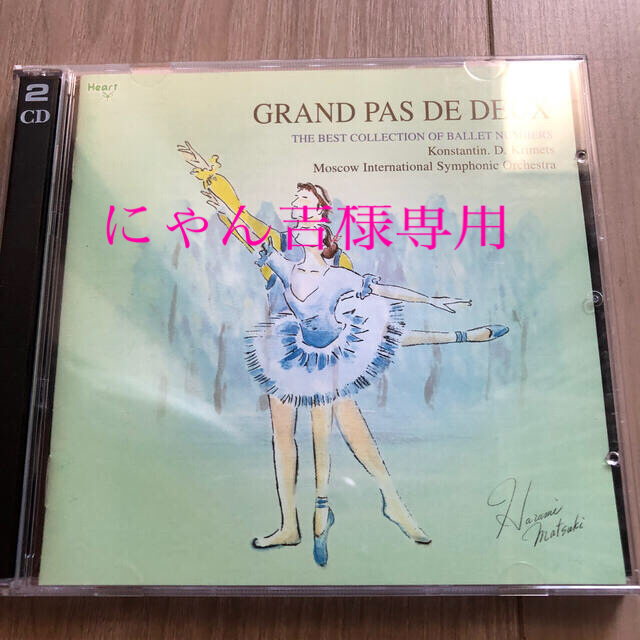 2
CD
Heart
GRAND PAS DE DEUX
THE BEST COLLECTION OF BALLET NUMBERS
Konstantin. D. Krimets
Moscow International Symphonic Orchestra
にゃん吉様専用
Harumi
Matsuki